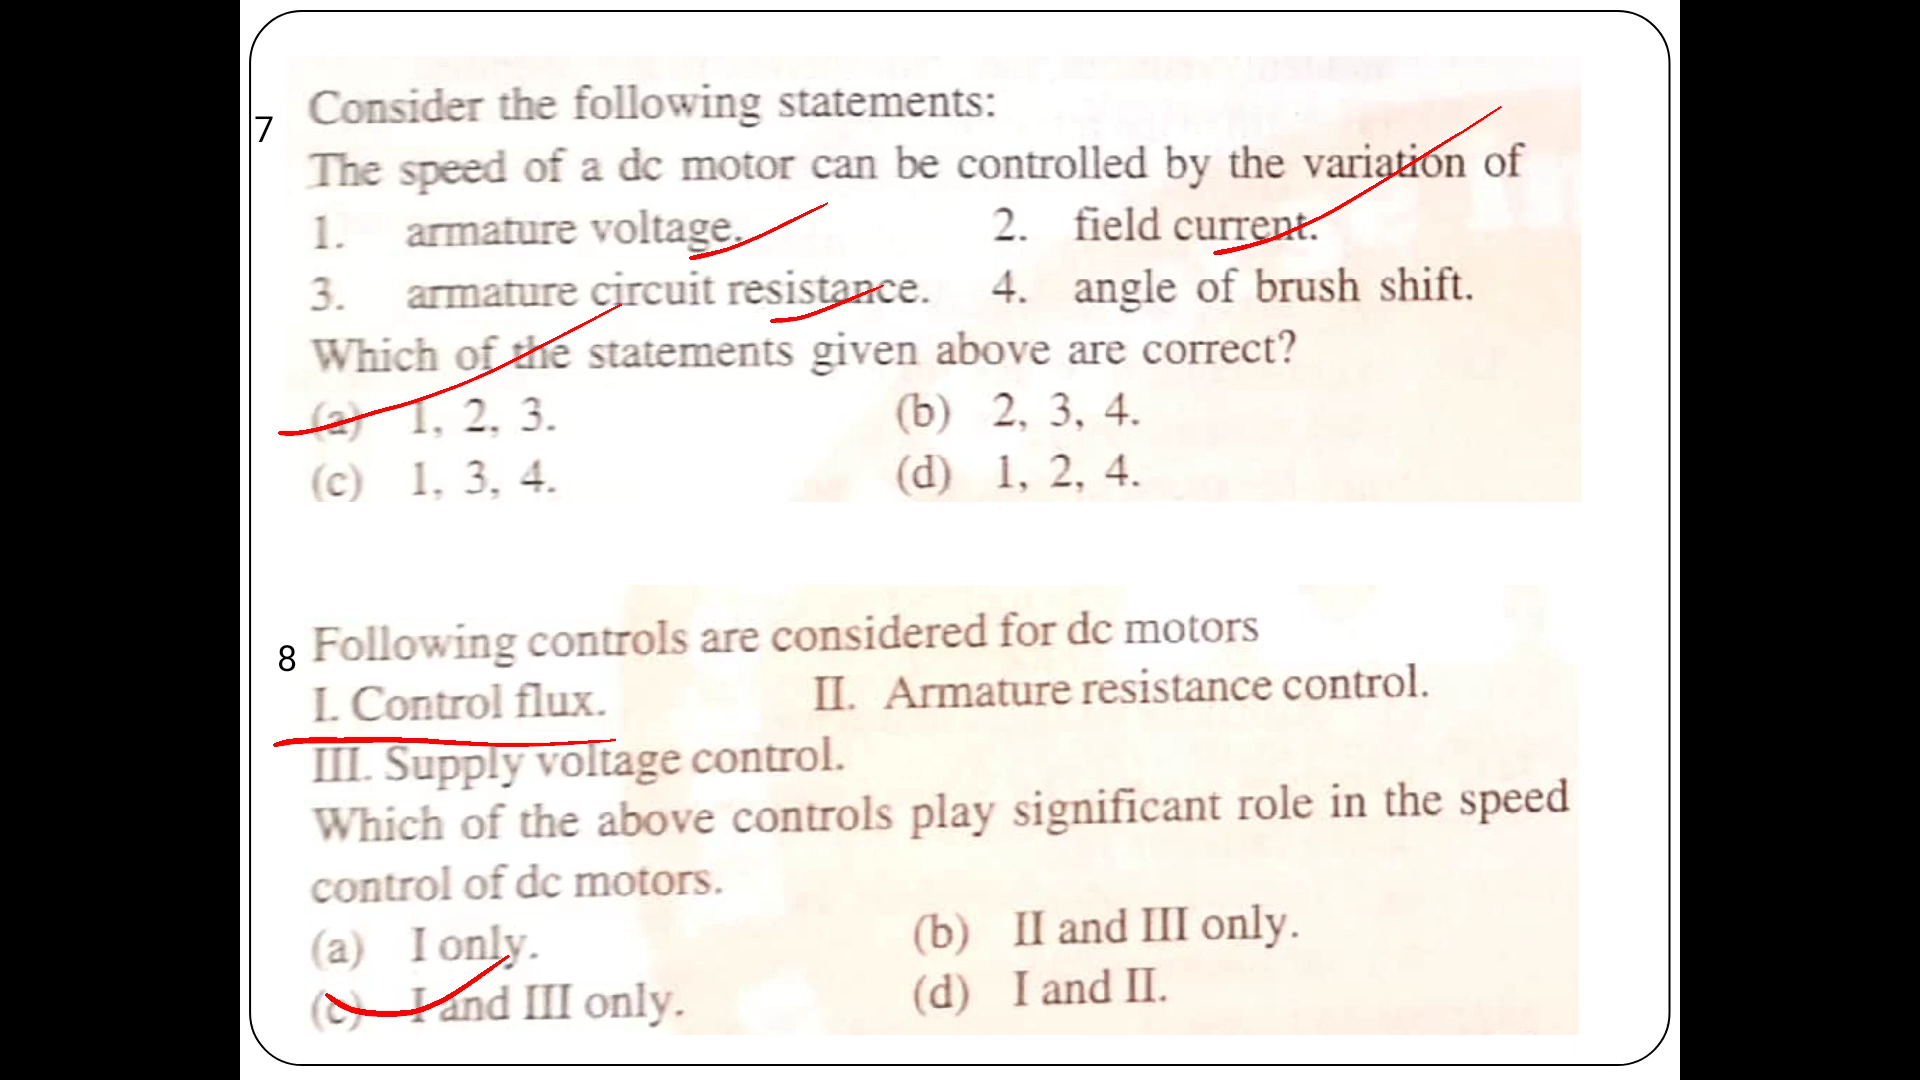 7
Consider the following statements:
The speed of a dc motor can be controlled by the variation of
1. armature voltage. 2. field current.
3. armature circuit resistance. 4. angle of brush shift.
Which of the statements given above are correct?
(a) 1, 2, 3. (b) 2, 3, 4.
(c) 1, 3, 4. (d) 1, 2, 4.
8
Following controls are considered for dc motors
I. Control flux. II. Armature resistance control.
III. Supply voltage control.
Which of the above controls play significant role in the speed
control of dc motors.
(a) I only. (b) II and III only.
(c) I and III only. (d) I and II.